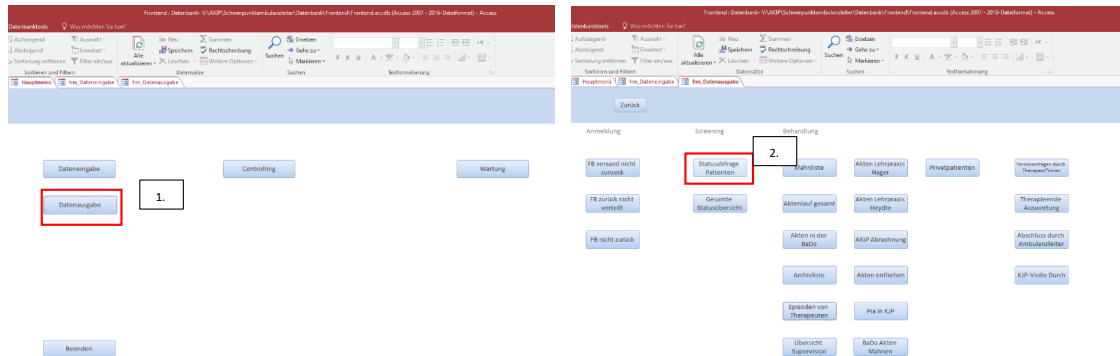 Frontend : Datenbank- V:\AKIP\Schwerpunktambulanzleiter\Datenbank\Frontend\Frontend.accdb (Access 2007 - 2016-Dateiformat) - Access
Datenbanktools Was möchten Sie tun?
Aufsteigend Auswahl Neu Summen Ersetzen
Absteigend Erweitert Speichern Rechtschreibung Gehe zu
Sortierung entfernen Filter ein/aus aktualisieren Löschen Weitere Optionen Suchen Markieren F K U A
Sortieren und Filtern Datensätze Suchen Textformatierung
Hauptmenü frm_Dateneingabe frm_Datenausgabe
Dateneingabe Controlling Wartung
Datenausgabe
1.
Beenden
Frontend : Datenbank- V:\AKIP\Schwerpunktambulanzleiter\Datenbank\Frontend\Frontend.accdb (Access 2007 - 2016-Dateiformat) - Access
Datenbanktools Was möchten Sie tun?
Aufsteigend Auswahl Neu Summen Ersetzen
Absteigend Erweitert Speichern Rechtschreibung Gehe zu
Sortierung entfernen Filter ein/aus aktualisieren Löschen Weitere Optionen Suchen Markieren F K U A
Sortieren und Filtern Datensätze Suchen Textformatierung
Hauptmenü frm_Dateneingabe frm_Datenausgabe
Zurück
Anmeldung Screening Behandlung
2.
FB versand nicht
zurueck
Statusabfrage
Patienten
Mahnliste
Akten Lehrpraxis
Hager
Privatpatienten
Terminanfragen durch
Therapeut*innen
FB zurück nicht
verteilt
Gesamte
Statusübersicht
Aktenlauf gesamt
Akten Lehrpraxis
Heydte
Therapieende
Auswertung
FB nicht zurück
Akten in der
BaDo
AKiP Abrechnung
Abschluss durch
Ambulanzleiter
Archivliste
Akten entliehen
KJP-Visite Durch
Episoden von
Therapeuten
Pia in KJP
Übersicht
Supervision
BaDo Akten
Mahnen